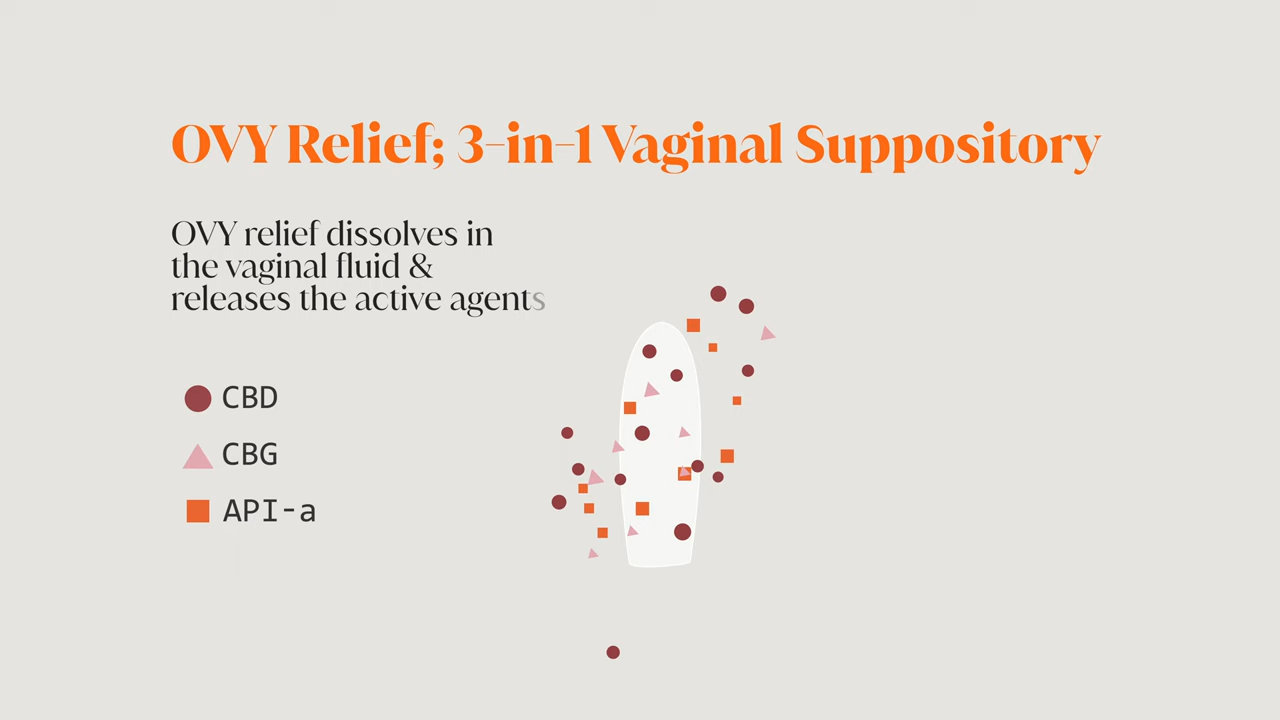 OVY Relief; 3-in-1 Vaginal Suppository
OVY relief dissolves in
the vaginal fluid &
releases the active agents
CBD
CBG
API-a